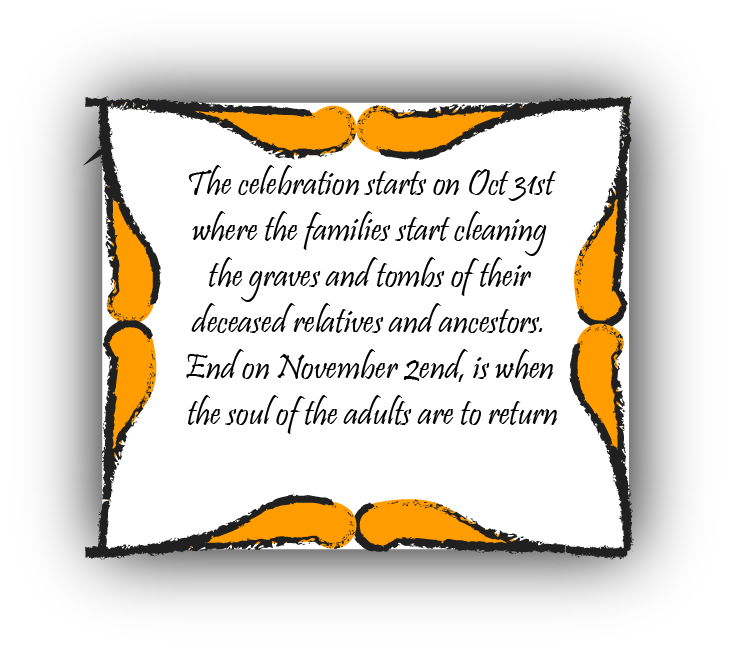 The celebration starts on Oct 31st
where the families start cleaning
the graves and tombs of their
deceased relatives and ancestors.
End on November 2end, is when
the soul of the adults are to return